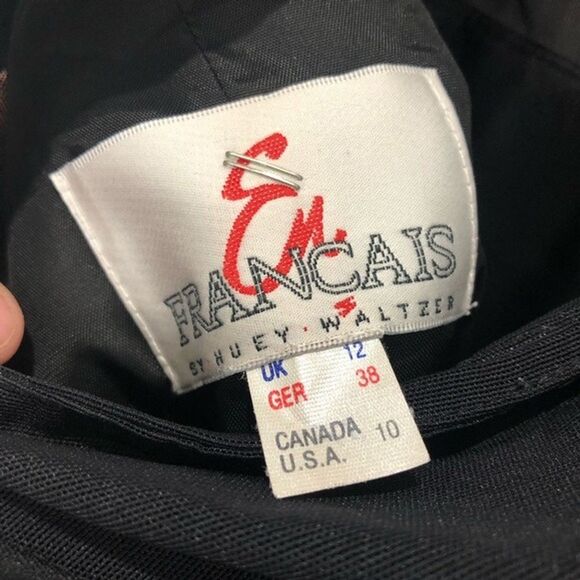 En
FRANCAIS
BY HUEY WALTZER
UK 12
GER 38
CANADA
U.S.A. 10